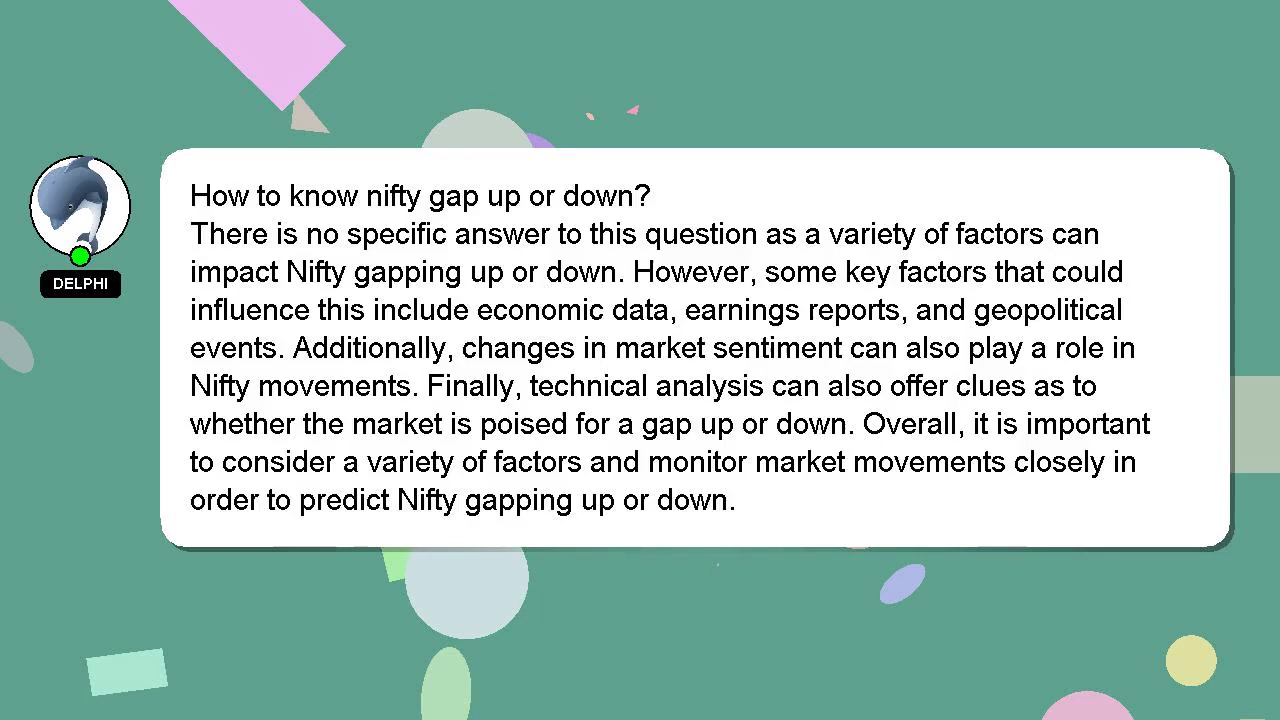 How to know nifty gap up or down?
There is no specific answer to this question as a variety of factors can
impact Nifty gapping up or down. However, some key factors that could
influence this include economic data, earnings reports, and geopolitical
events. Additionally, changes in market sentiment can also play a role in
Nifty movements. Finally, technical analysis can also offer clues as to
whether the market is poised for a gap up or down. Overall, it is important
to consider a variety of factors and monitor market movements closely in
order to predict Nifty gapping up or down.
DELPHI